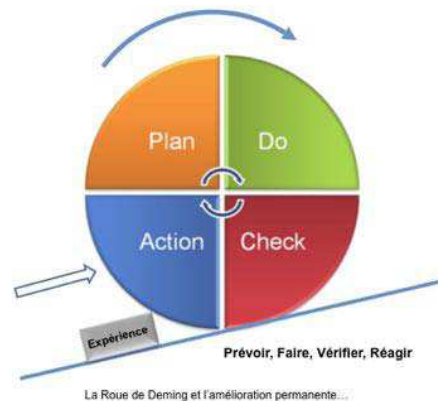 Plan
Do
Action
Check
Expérience
Prévoir, Faire, Vérifier, Réagir
La Roue de Deming et l'amélioration permanente...